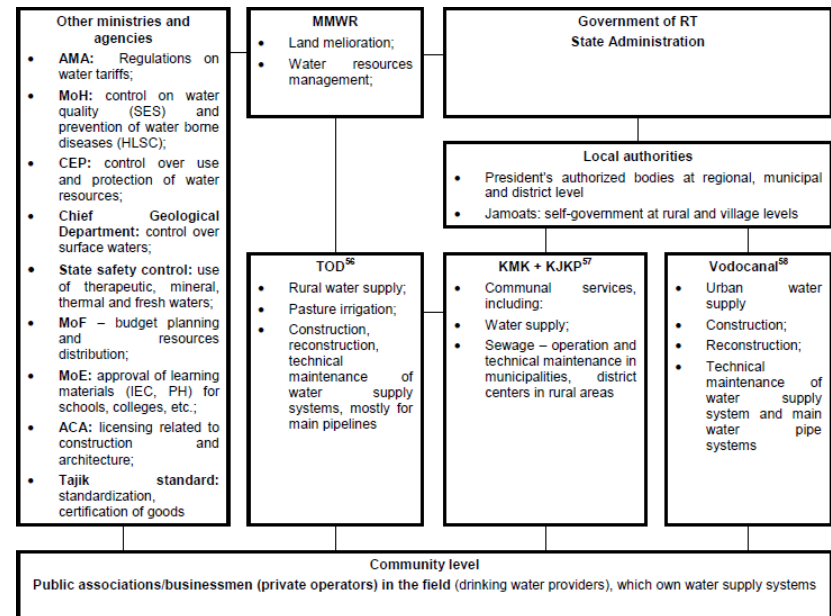 Other ministries and
agencies
• AMA: Regulations on
water tariffs;
• MoH: control on water
quality (SES) and
prevention of water borne
diseases (HLSC);
• CEP: control over use
and protection of water
resources;
• Chief Geological
Department: control over
surface waters;
• State safety control: use
of therapeutic, mineral,
thermal and fresh waters;
• MoF – budget planning
and resources
distribution;
• MoE: approval of learning
materials (IEC, PH) for
schools, colleges, etc.;
• ACA: licensing related to
construction and
architecture;
• Tajik standard:
standardization,
certification of goods
MMWR
• Land melioration;
• Water resources
management;
Government of RT
State Administration
Local authorities
• President's authorized bodies at regional, municipal
and district level
• Jamoats: self-government at rural and village levels
TOD56
• Rural water supply;
• Pasture irrigation;
• Construction,
reconstruction,
technical
maintenance of
water supply
systems, mostly for
main pipelines
KMK + KJKP57
• Communal services,
including:
• Water supply;
• Sewage – operation and
technical maintenance in
municipalities, district
centers in rural areas
Vodocanal58
• Urban water
supply
• Construction;
• Reconstruction;
• Technical
maintenance of
water supply
system and main
water pipe
systems
Community level
Public associations/businessmen (private operators) in the field (drinking water providers), which own water supply systems